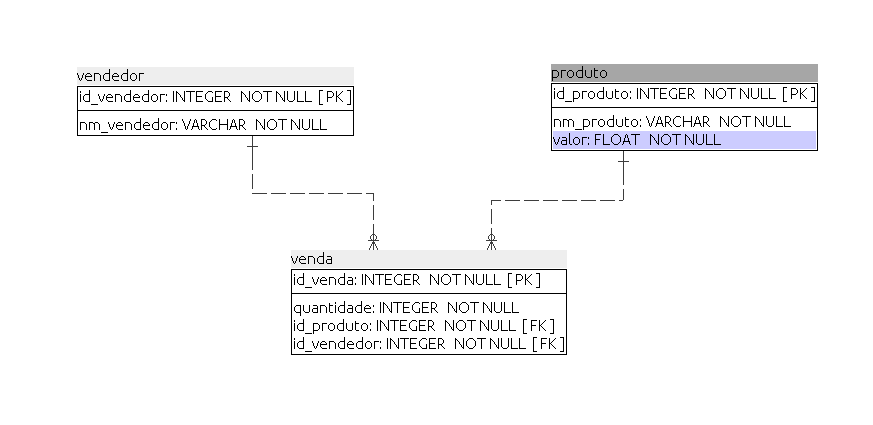 vendedor
id_vendedor: INTEGER NOT NULL [PK]
nm_vendedor: VARCHAR NOT NULL
produto
id_produto: INTEGER NOT NULL [PK]
nm_produto: VARCHAR NOT NULL
valor: FLOAT NOT NULL
venda
id_venda: INTEGER NOT NULL [PK]
quantidade: INTEGER NOT NULL
id_produto: INTEGER NOT NULL [FK]
id_vendedor: INTEGER NOT NULL [FK]